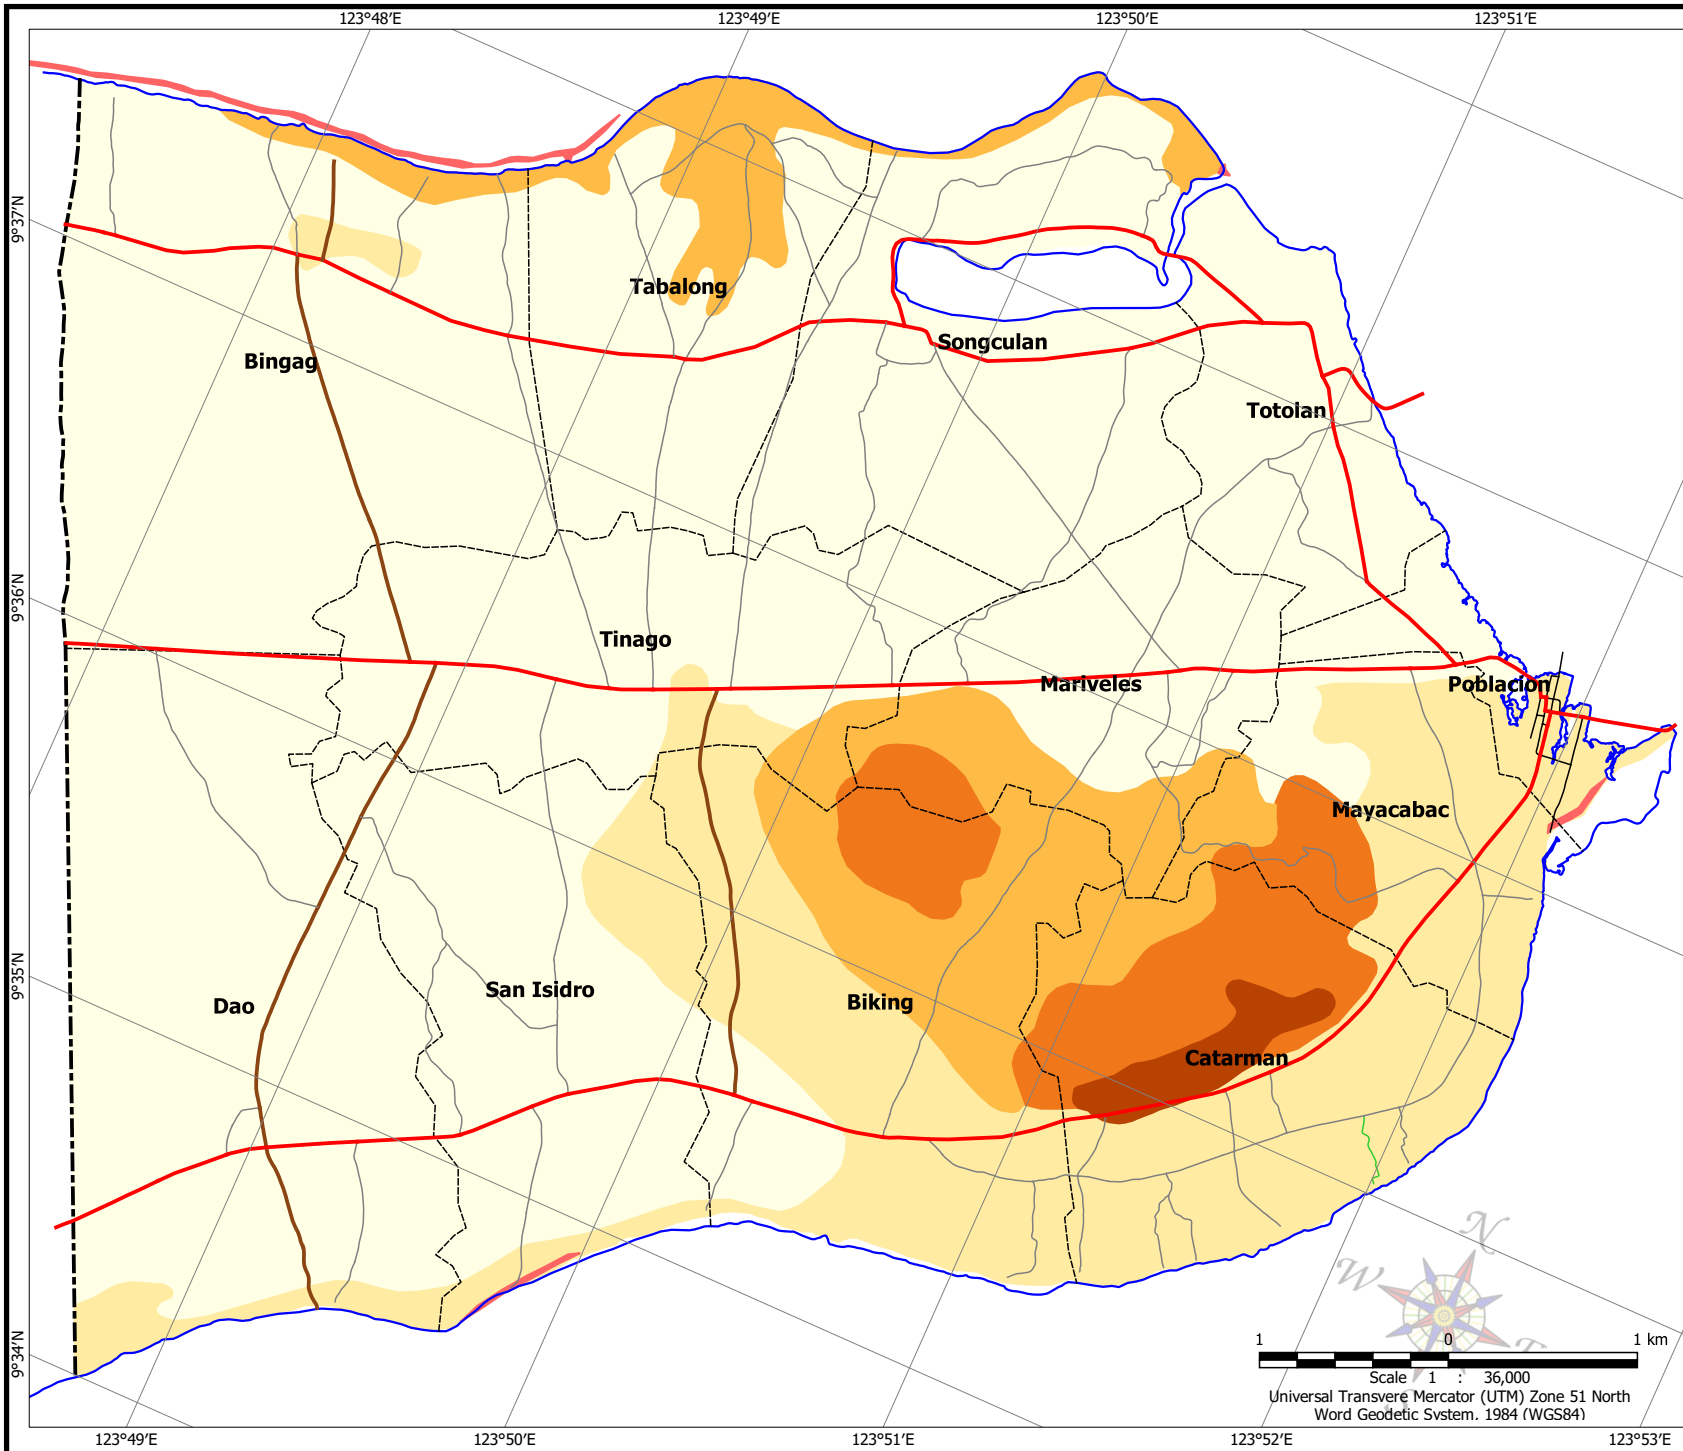 123°48'E
123°49'E
123°50'E
123°51'E
9°37'N
9°36'N
9°35'N
9°34'N
Tabalong
Songculan
Bingag
Totolan
Tinago
Mariveles
Poblacion
Mayacabac
San Isidro
Dao
Biking
Catarman
N
W
1 0 1 km
Scale 1 : 36,000
Universal Transvere Mercator (UTM) Zone 51 North
Word Geodetic System, 1984 (WGS84)
123°49'E
123°50'E
123°51'E
123°52'E
123°53'E